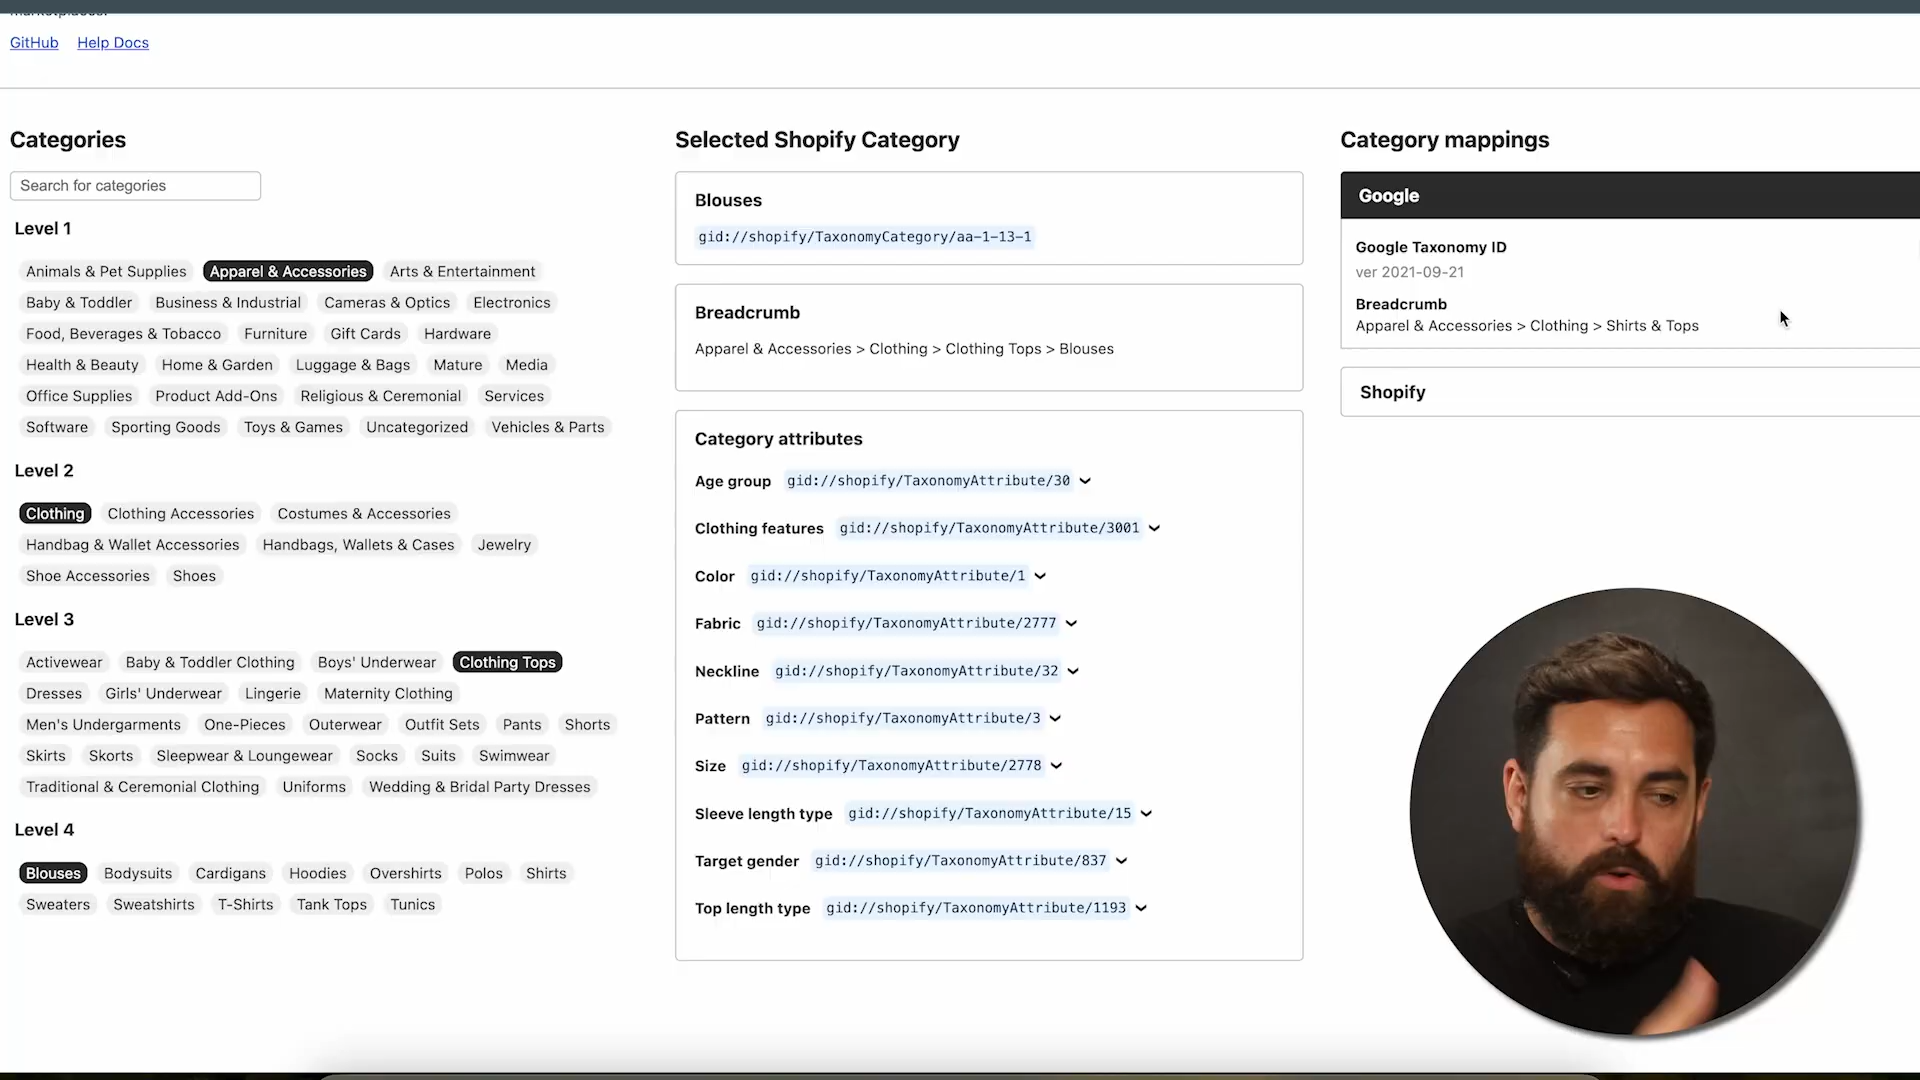 GitHub Help Docs
Categories
Search for categories
Level 1
Animals & Pet Supplies Apparel & Accessories Arts & Entertainment
Baby & Toddler Business & Industrial Cameras & Optics Electronics
Food, Beverages & Tobacco Furniture Gift Cards Hardware
Health & Beauty Home & Garden Luggage & Bags Mature Media
Office Supplies Product Add-Ons Religious & Ceremonial Services
Software Sporting Goods Toys & Games Uncategorized Vehicles & Parts
Level 2
Clothing Clothing Accessories Costumes & Accessories
Handbag & Wallet Accessories Handbags, Wallets & Cases Jewelry
Shoe Accessories Shoes
Level 3
Activewear Baby & Toddler Clothing Boys' Underwear Clothing Tops
Dresses Girls' Underwear Lingerie Maternity Clothing
Men's Undergarments One-Pieces Outerwear Outfit Sets Pants Shorts
Skirts Skorts Sleepwear & Loungewear Socks Suits Swimwear
Traditional & Ceremonial Clothing Uniforms Wedding & Bridal Party Dresses
Level 4
Blouses Bodysuits Cardigans Hoodies Overshirts Polos Shirts
Sweaters Sweatshirts T-Shirts Tank Tops Tunics
Selected Shopify Category
Blouses
gid://shopify/TaxonomyCategory/aa-1-13-1
Breadcrumb
Apparel & Accessories > Clothing > Clothing Tops > Blouses
Category attributes
Age group gid://shopify/TaxonomyAttribute/30
Clothing features gid://shopify/TaxonomyAttribute/3001
Color gid://shopify/TaxonomyAttribute/1
Fabric gid://shopify/TaxonomyAttribute/2777
Neckline gid://shopify/TaxonomyAttribute/32
Pattern gid://shopify/TaxonomyAttribute/3
Size gid://shopify/TaxonomyAttribute/2778
Sleeve length type gid://shopify/TaxonomyAttribute/15
Target gender gid://shopify/TaxonomyAttribute/837
Top length type gid://shopify/TaxonomyAttribute/1193
Category mappings
Google
Google Taxonomy ID
ver 2021-09-21
Breadcrumb
Apparel & Accessories > Clothing > Shirts & Tops
Shopify